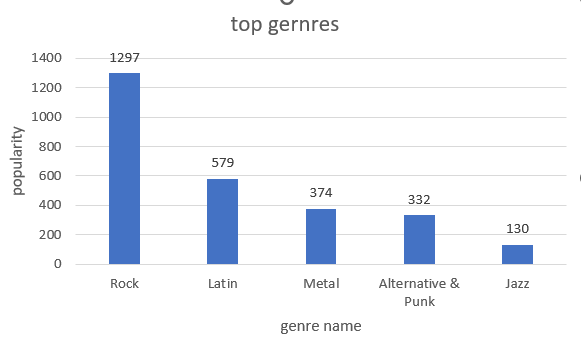 top gernres
1400
1200
1000
800
600
400
200
0
1297
579
374
332
130
popularity
Rock
Latin
Metal
Alternative &
Punk
Jazz
genre name